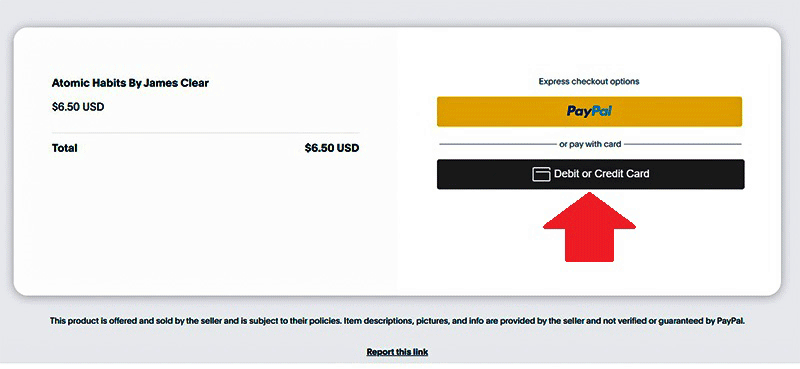 Atomic Habits By James Clear
$6.50 USD
Total $6.50 USD
Express checkout options
PayPal
or pay with card
Debit or Credit Card
This product is offered and sold by the seller and is subject to their policies. Item descriptions, pictures, and info are provided by the seller and not verified or guaranteed by PayPal.
Report this link